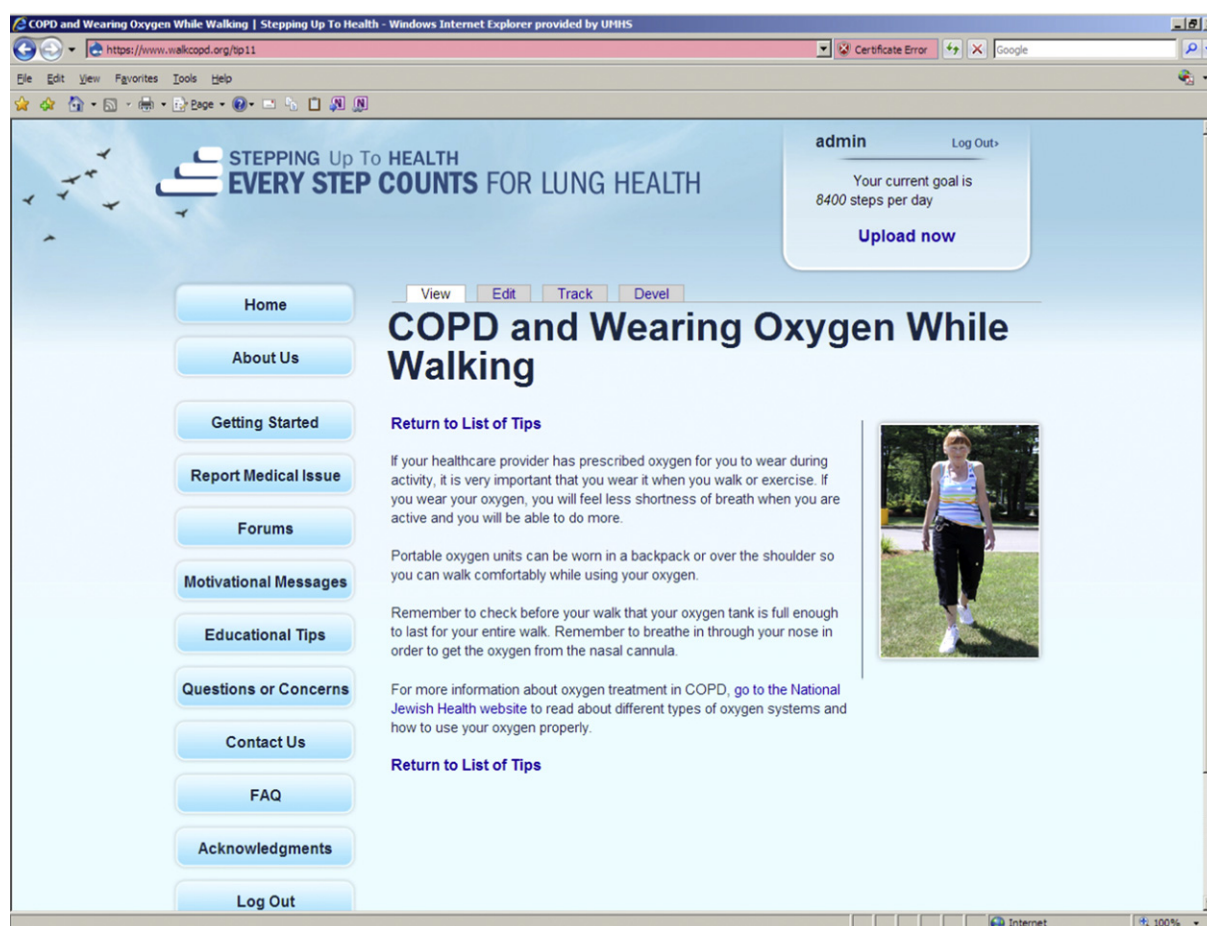 COPD and Wearing Oxygen While Walking | Stepping Up To Health - Windows Internet Explorer provided by UMHS
https://www.walkcopd.org/tip11
Certificate Error
Google
File Edit View Favorites Tools Help
Page
STEPPING Up To HEALTH
EVERY STEP COUNTS FOR LUNG HEALTH
admin Log Out›
Your current goal is
8400 steps per day
Upload now
Home
About Us
Getting Started
Report Medical Issue
Forums
Motivational Messages
Educational Tips
Questions or Concerns
Contact Us
FAQ
Acknowledgments
Log Out
View Edit Track Devel
COPD and Wearing Oxygen While
Walking
Return to List of Tips
If your healthcare provider has prescribed oxygen for you to wear during
activity, it is very important that you wear it when you walk or exercise. If
you wear your oxygen, you will feel less shortness of breath when you are
active and you will be able to do more.
Portable oxygen units can be worn in a backpack or over the shoulder so
you can walk comfortably while using your oxygen.
Remember to check before your walk that your oxygen tank is full enough
to last for your entire walk. Remember to breathe in through your nose in
order to get the oxygen from the nasal cannula.
For more information about oxygen treatment in COPD, go to the National
Jewish Health website to read about different types of oxygen systems and
how to use your oxygen properly.
Return to List of Tips
Internet
100%